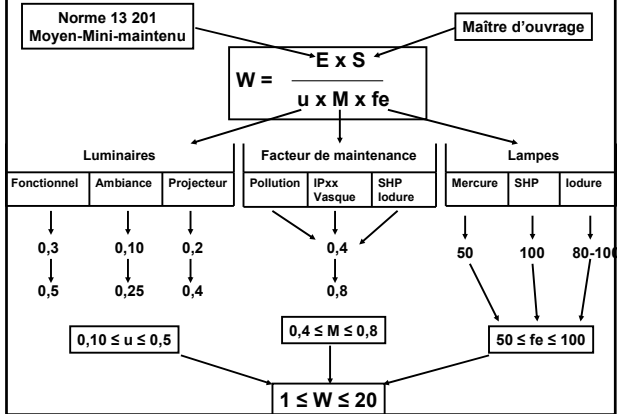 Norme 13 201
Moyen-Mini-maintenu
Maître d'ouvrage
E x S
W =
u x M x fe
Luminaires
Facteur de maintenance
Lampes
Fonctionnel
Ambiance
Projecteur
Pollution
IPxx
Vasque
SHP
Iodure
Mercure
SHP
Iodure
0,3
0,10
0,2
0,4
50
100
80-100
0,5
0,25
0,4
0,8
0,10 ≤ u ≤ 0,5
0,4 ≤ M ≤ 0,8
50 ≤ fe ≤ 100
1 ≤ W ≤ 20